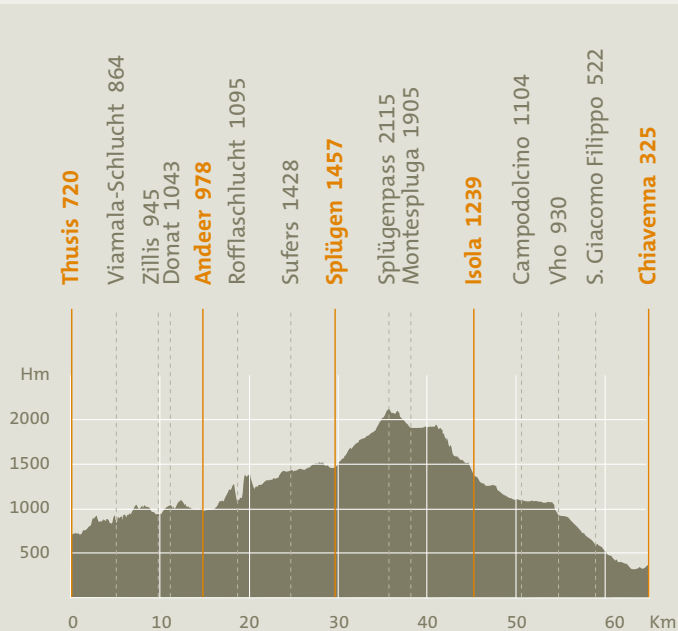 Thusis 720
Viamala-Schlucht 864
Zillis 945
Donat 1043
Andeer 978
Rofflaschlucht 1095
Sufers 1428
Splügen 1457
Splügenpass 2115
Montespluga 1905
Isola 1239
Campodolcino 1104
Vho 930
S. Giacomo Filippo 522
Chiavenna 325
Hm
2000
1500
1000
500
0 10 20 30 40 50 60 Km